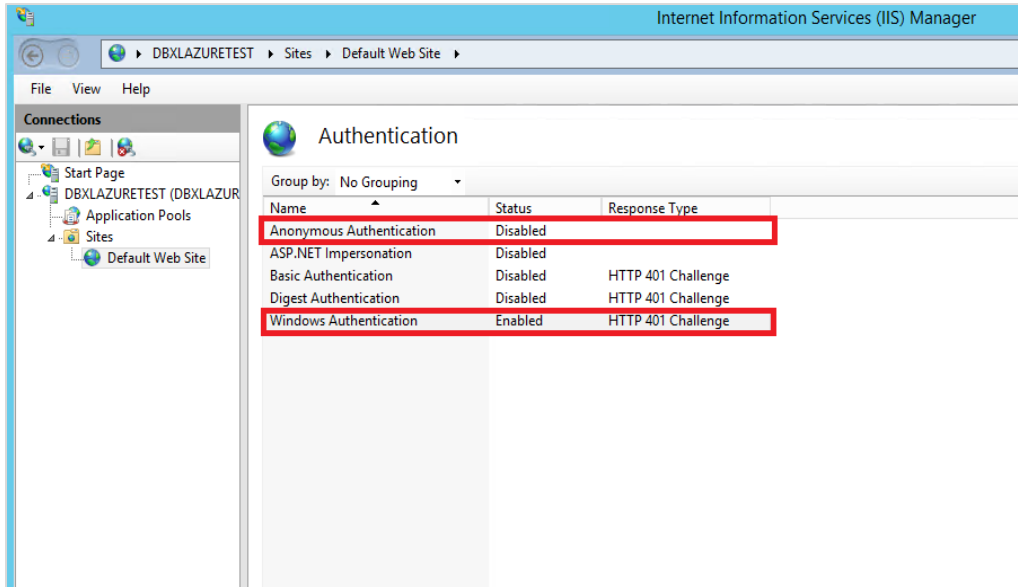 Internet Information Services (IIS) Manager
DBXLAZURETEST Sites Default Web Site
File View Help
Connections
Start Page
DBXLAZURETEST (DBXLAZUR
Application Pools
Sites
Default Web Site
Authentication
Group by: No Grouping
Name Status Response Type
Anonymous Authentication Disabled
ASP.NET Impersonation Disabled
Basic Authentication Disabled HTTP 401 Challenge
Digest Authentication Disabled HTTP 401 Challenge
Windows Authentication Enabled HTTP 401 Challenge